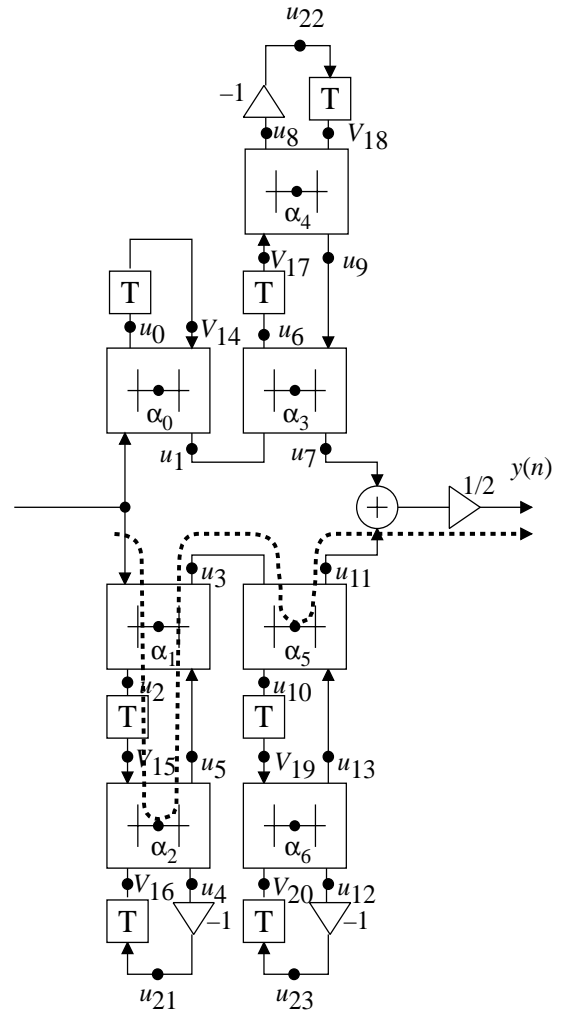 u22
–1
T
u8
V18
α4
V17
u9
T
T
u0
V14
u6
α0
α3
u1
u7
y(n)
1/2
+
u3
u11
α1
α5
u2
u10
T
T
V15
u5
V19
u13
α2
α6
V16
u4
V20
u12
T
–1
T
–1
u21
u23